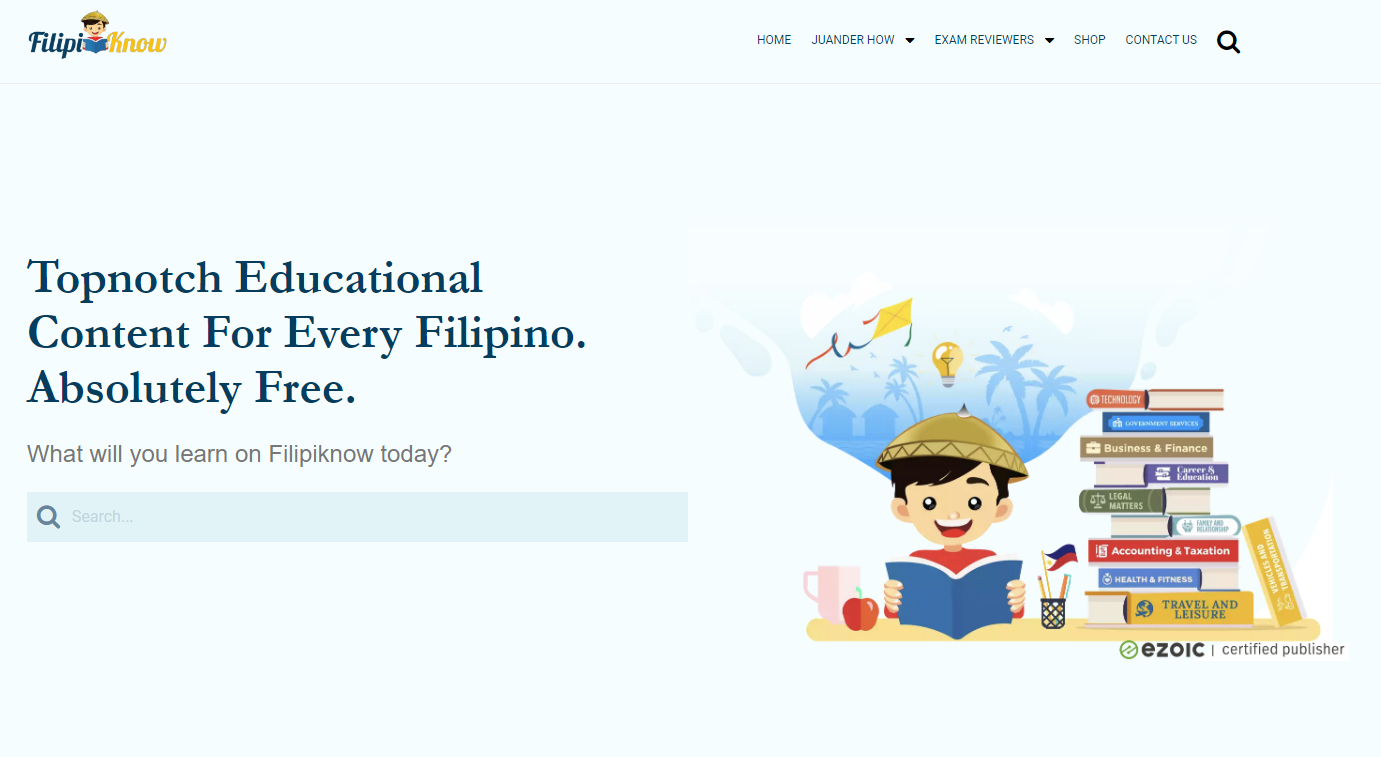 FilipiKnow
HOME JUANDER HOW EXAM REVIEWERS SHOP CONTACT US
Topnotch Educational
Content For Every Filipino.
Absolutely Free.
What will you learn on Filipiknow today?
Search...
TECHNOLOGY
GOVERNMENT SERVICES
Business & Finance
Career &
Education
LEGAL
MATTERS
FAMILY AND
RELATIONSHIP
Accounting & Taxation
HEALTH & FITNESS
TRAVEL AND
LEISURE
VEHICLES AND
TRANSPORTATION
ezoic | certified publisher